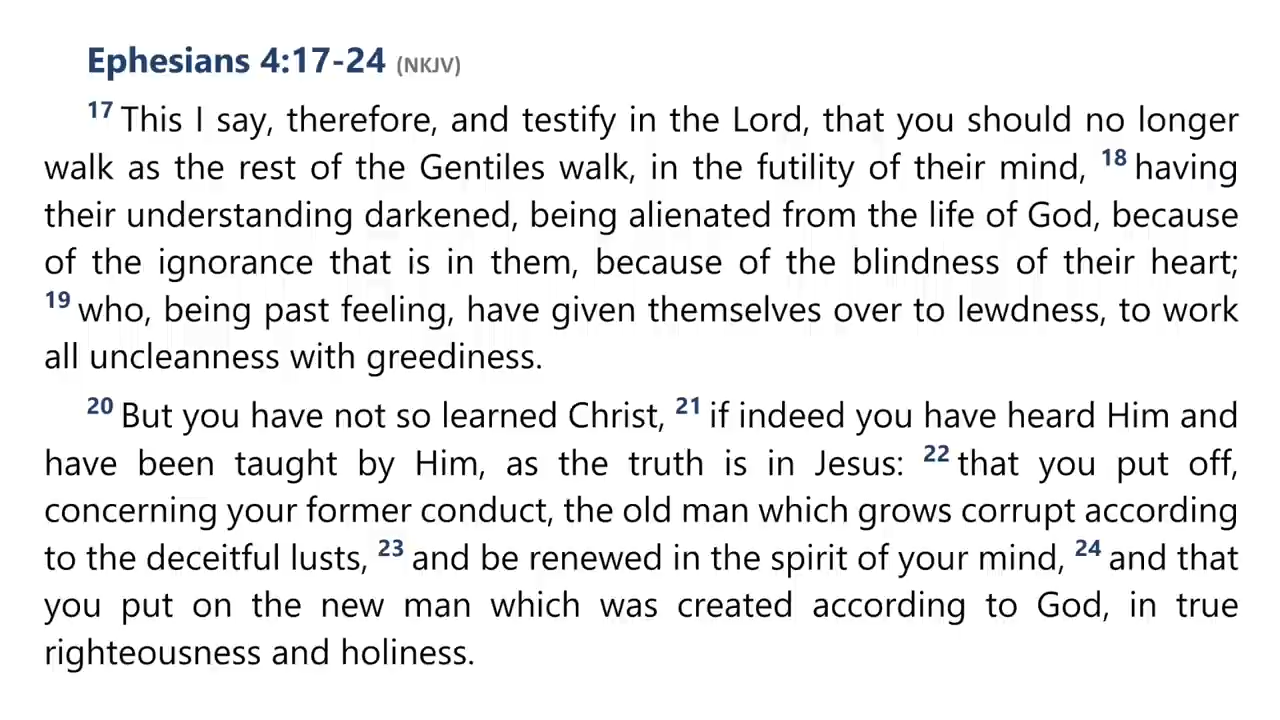 Ephesians 4:17-24 (NKJV)
17 This I say, therefore, and testify in the Lord, that you should no longer
walk as the rest of the Gentiles walk, in the futility of their mind, 18 having
their understanding darkened, being alienated from the life of God, because
of the ignorance that is in them, because of the blindness of their heart;
19 who, being past feeling, have given themselves over to lewdness, to work
all uncleanness with greediness.
20 But you have not so learned Christ, 21 if indeed you have heard Him and
have been taught by Him, as the truth is in Jesus: 22 that you put off,
concerning your former conduct, the old man which grows corrupt according
to the deceitful lusts, 23 and be renewed in the spirit of your mind, 24 and that
you put on the new man which was created according to God, in true
righteousness and holiness.